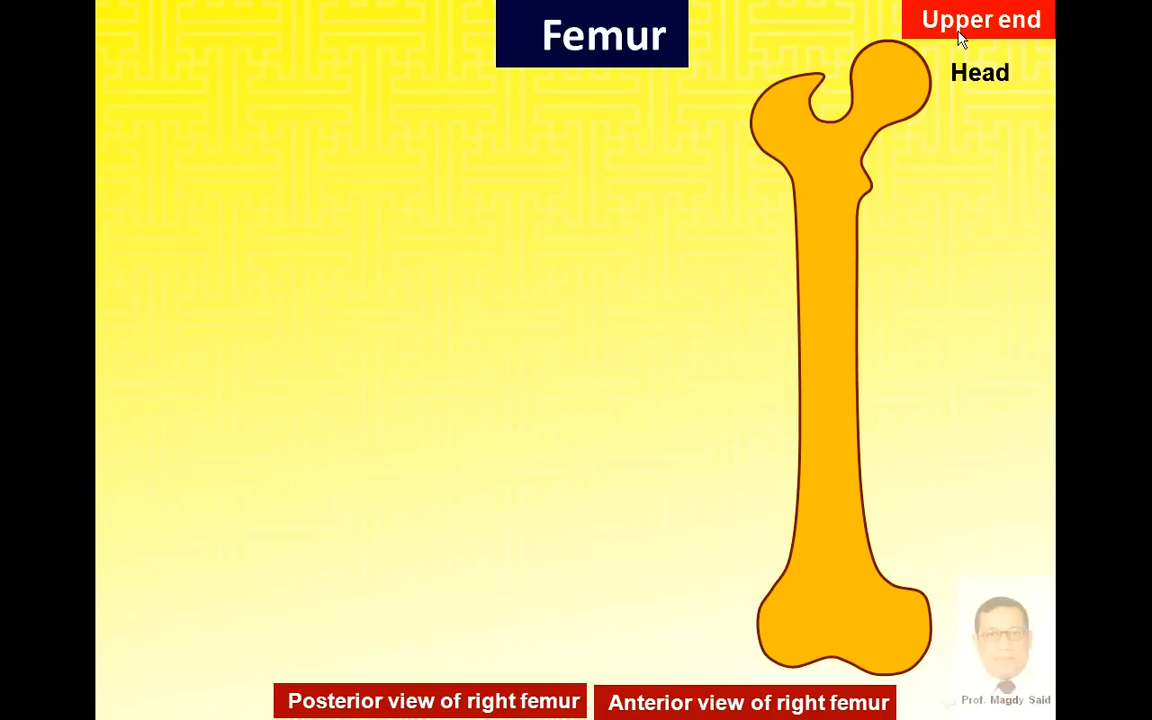 Femur
Upper end
Head
Posterior view of right femur
Anterior view of right femur
Prof. Magdy Said